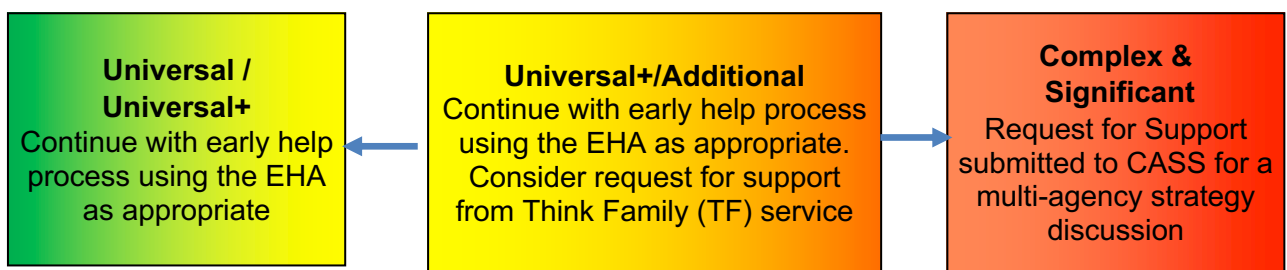 Universal /
Universal+
Continue with early help
process using the EHA
as appropriate
Universal+/Additional
Continue with early help process
using the EHA as appropriate.
Consider request for support
from Think Family (TF) service
Complex &
Significant
Request for Support
submitted to CASS for a
multi-agency strategy
discussion